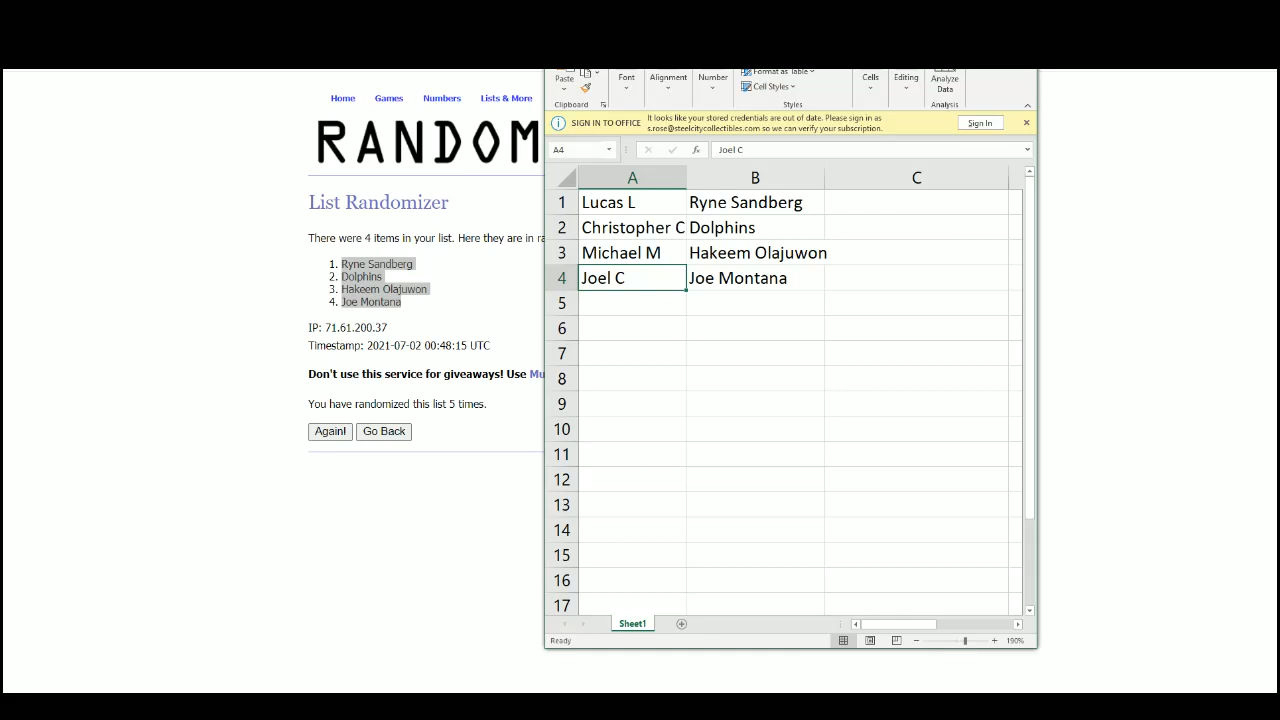 Home Games Numbers Lists & More
RANDOM
List Randomizer
There were 4 items in your list. Here they are in
1. Ryne Sandberg
2. Dolphins
3. Hakeem Olajuwon
4. Joe Montana
IP: 71.61.200.37
Timestamp: 2021-07-02 00:48:15 UTC
Don't use this service for giveaways! Use
You have randomized this list 5 times.
Again! Go Back
Paste Font Alignment Number Format as Table Cell Styles Cells Editing Analyze Data
Clipboard Styles Analysis
SIGN IN TO OFFICE It looks like your stored credentials are out of date. Please sign in as
s.rose@steelcitycollectibles.com so we can verify your subscription. Sign In
A4 fx Joel C
A B C
1 Lucas L Ryne Sandberg
2 Christopher C Dolphins
3 Michael M Hakeem Olajuwon
4 Joel C Joe Montana
5
6
7
8
9
10
11
12
13
14
15
16
17
Sheet1
Ready 190%